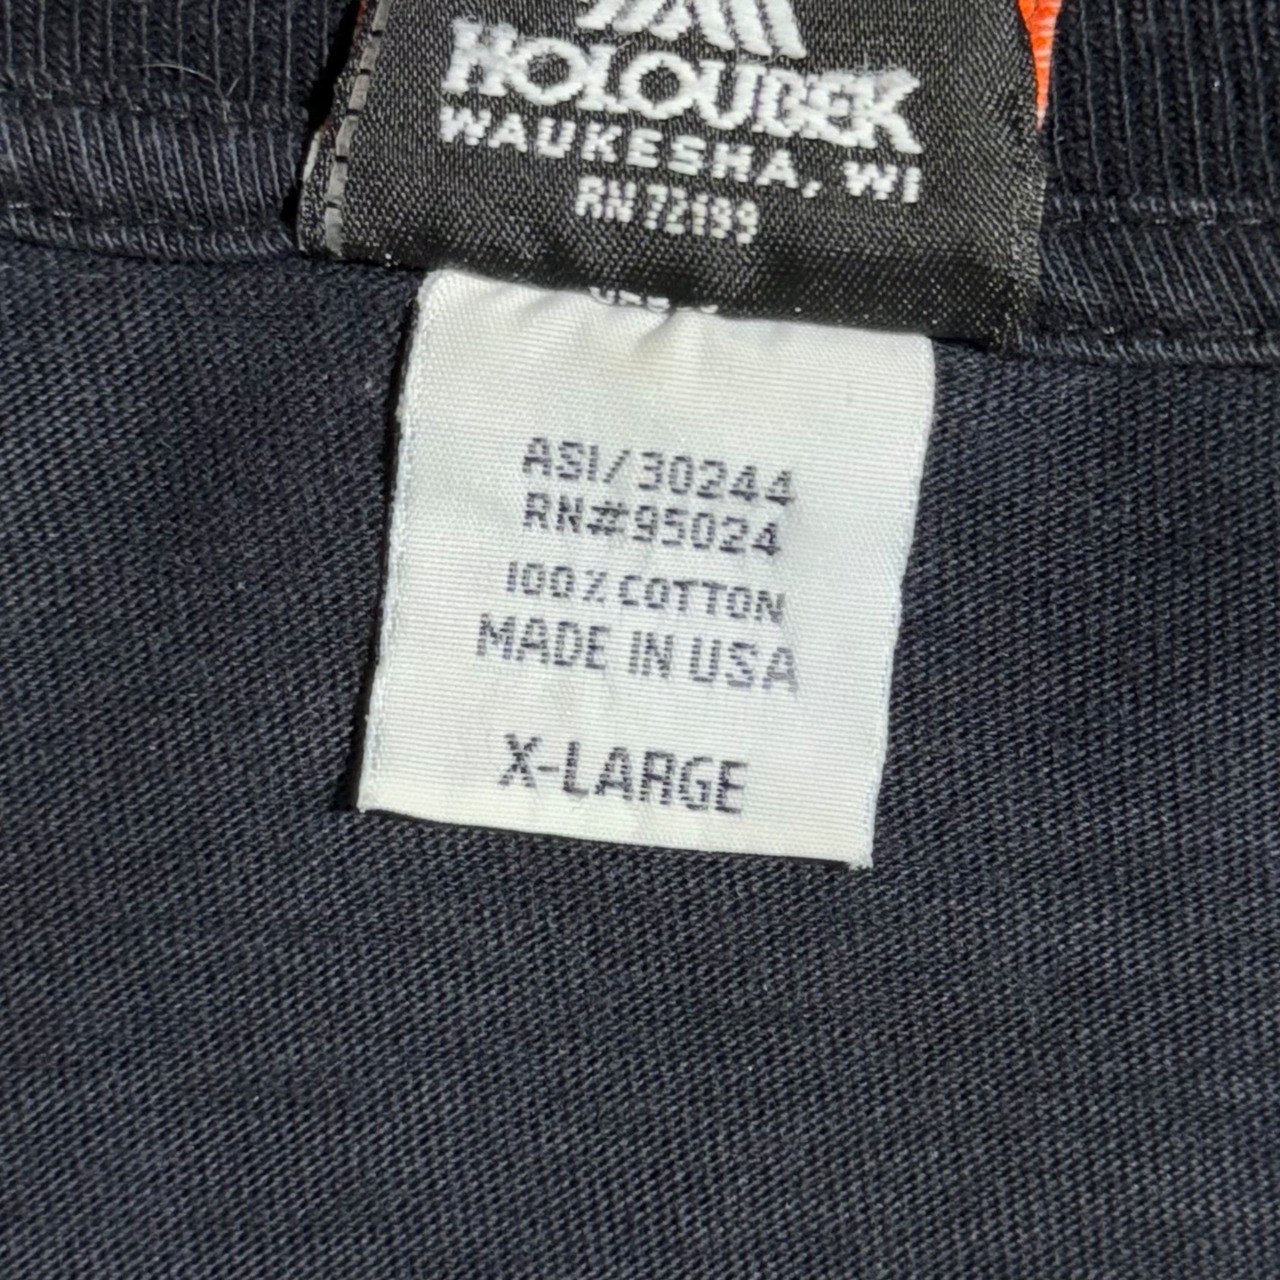 HOLOUBEK
WAUKESHA, WI
RN 72199
ASI/30244
RN#95024
100% COTTON
MADE IN USA
X-LARGE